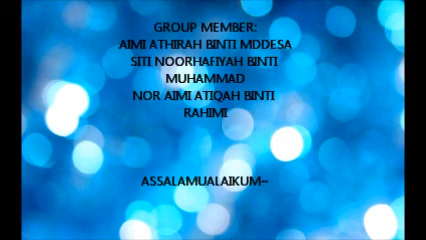 GROUP MEMBER:
AIMI ATHIRAH BINTI MDDESA
SITI NOORHAFIYAH BINTI
MUHAMMAD
NOR AIMI ATIQAH BINTI
RAHIMI
ASSALAMUALAIKUM~